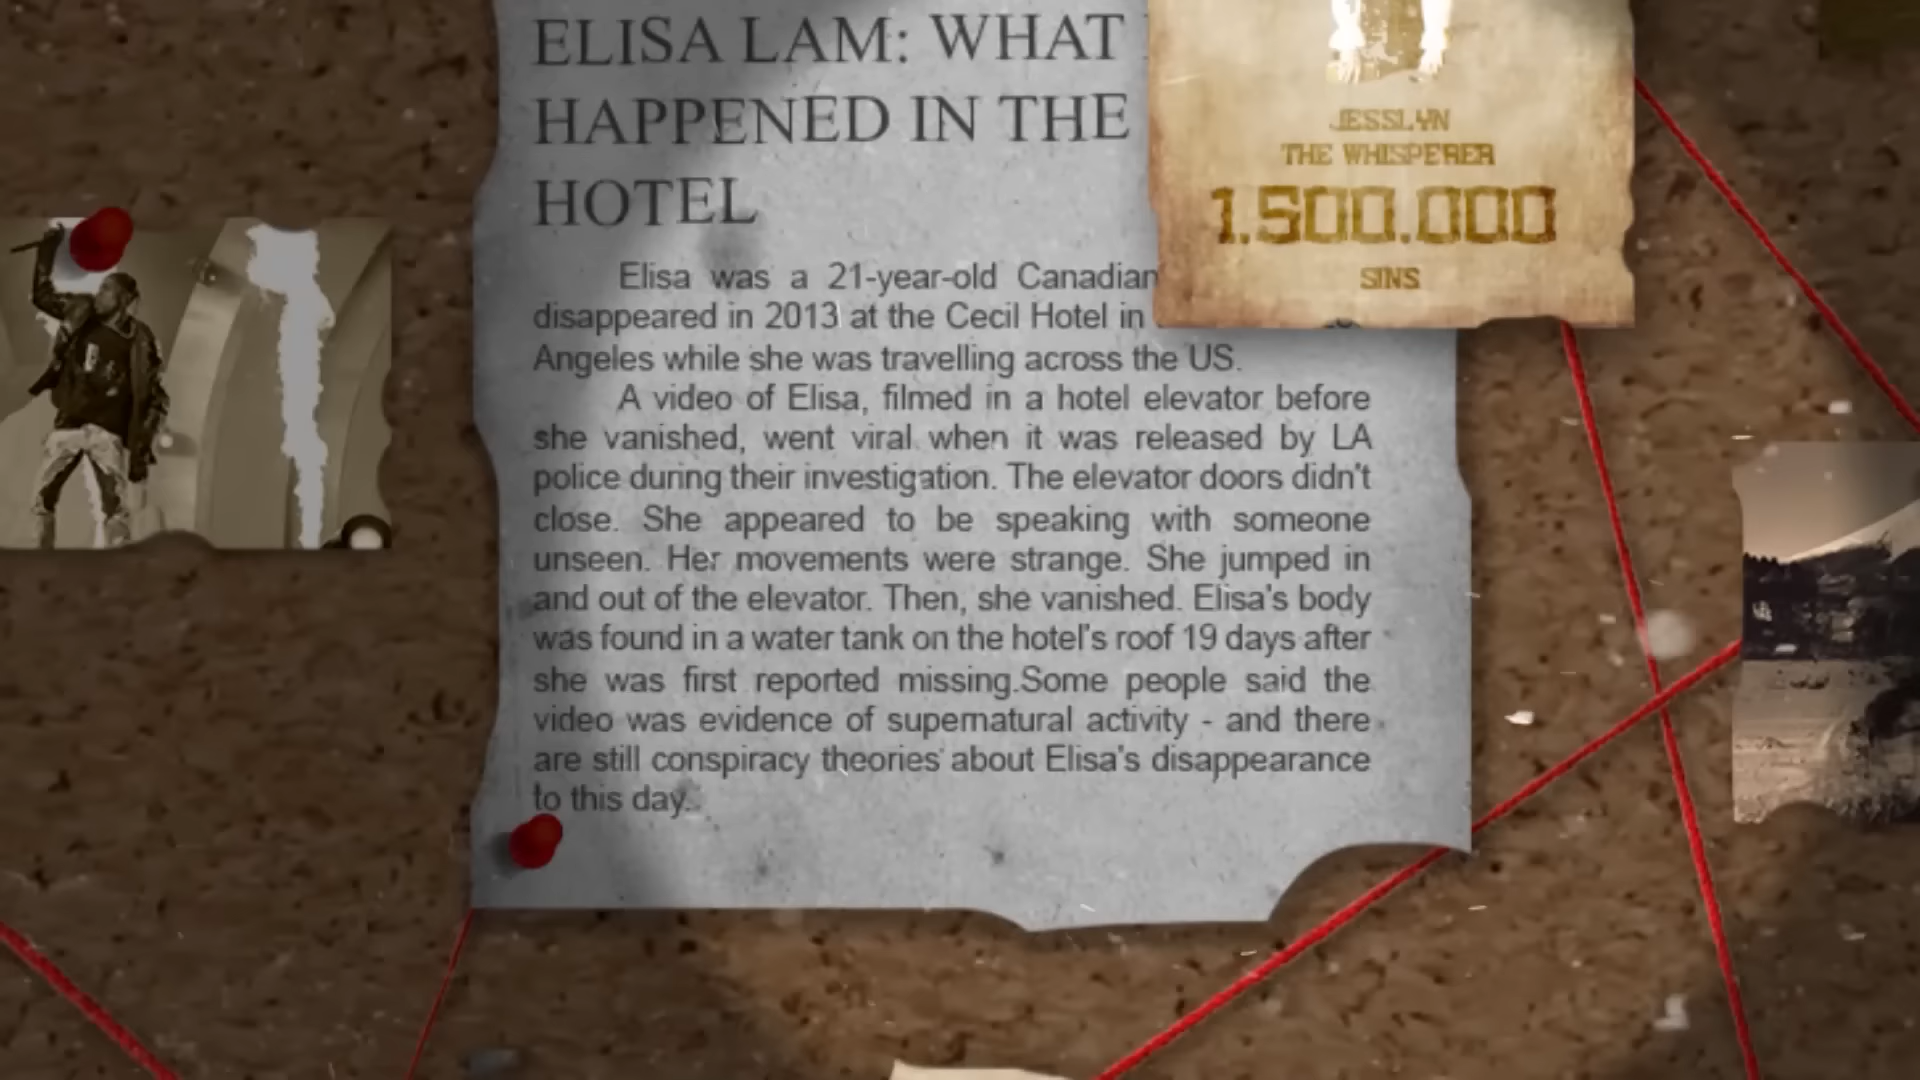 ELISA LAM: WHAT
HAPPENED IN THE
HOTEL
Elisa was a 21-year-old Canadian
disappeared in 2013 at the Cecil Hotel in
Angeles while she was travelling across the US.
A video of Elisa, filmed in a hotel elevator before
she vanished, went viral when it was released by LA
police during their investigation. The elevator doors didn't
close. She appeared to be speaking with someone
unseen. Her movements were strange. She jumped in
and out of the elevator. Then, she vanished. Elisa's body
was found in a water tank on the hotel's roof 19 days after
she was first reported missing.Some people said the
video was evidence of supernatural activity - and there
are still conspiracy theories about Elisa's disappearance
to this day..
JESSLYN
THE WHISPERER
1.500.000
SINS